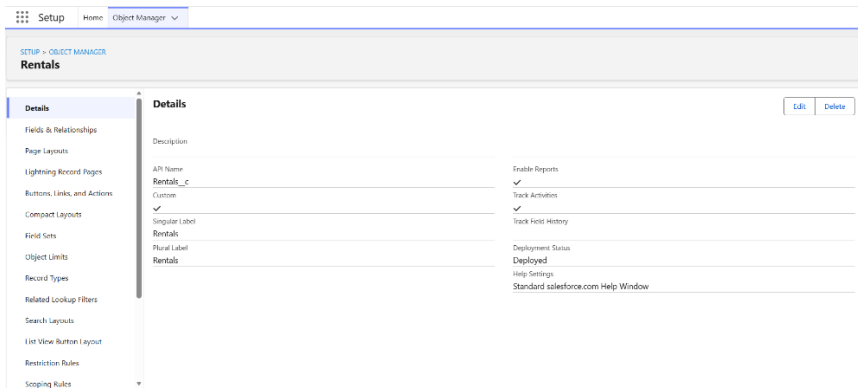 Setup Home Object Manager
SETUP > OBJECT MANAGER
Rentals
Details
Fields & Relationships
Page Layouts
Lightning Record Pages
Buttons, Links, and Actions
Compact Layouts
Field Sets
Object Limits
Record Types
Related Lookup Filters
Search Layouts
List View Button Layout
Restriction Rules
Scoping Rules
Details
Edit Delete
Description
API Name
Rentals__c
Custom
Singular Label
Rentals
Plural Label
Rentals
Enable Reports
Track Activities
Track Field History
Deployment Status
Deployed
Help Settings
Standard salesforce.com Help Window